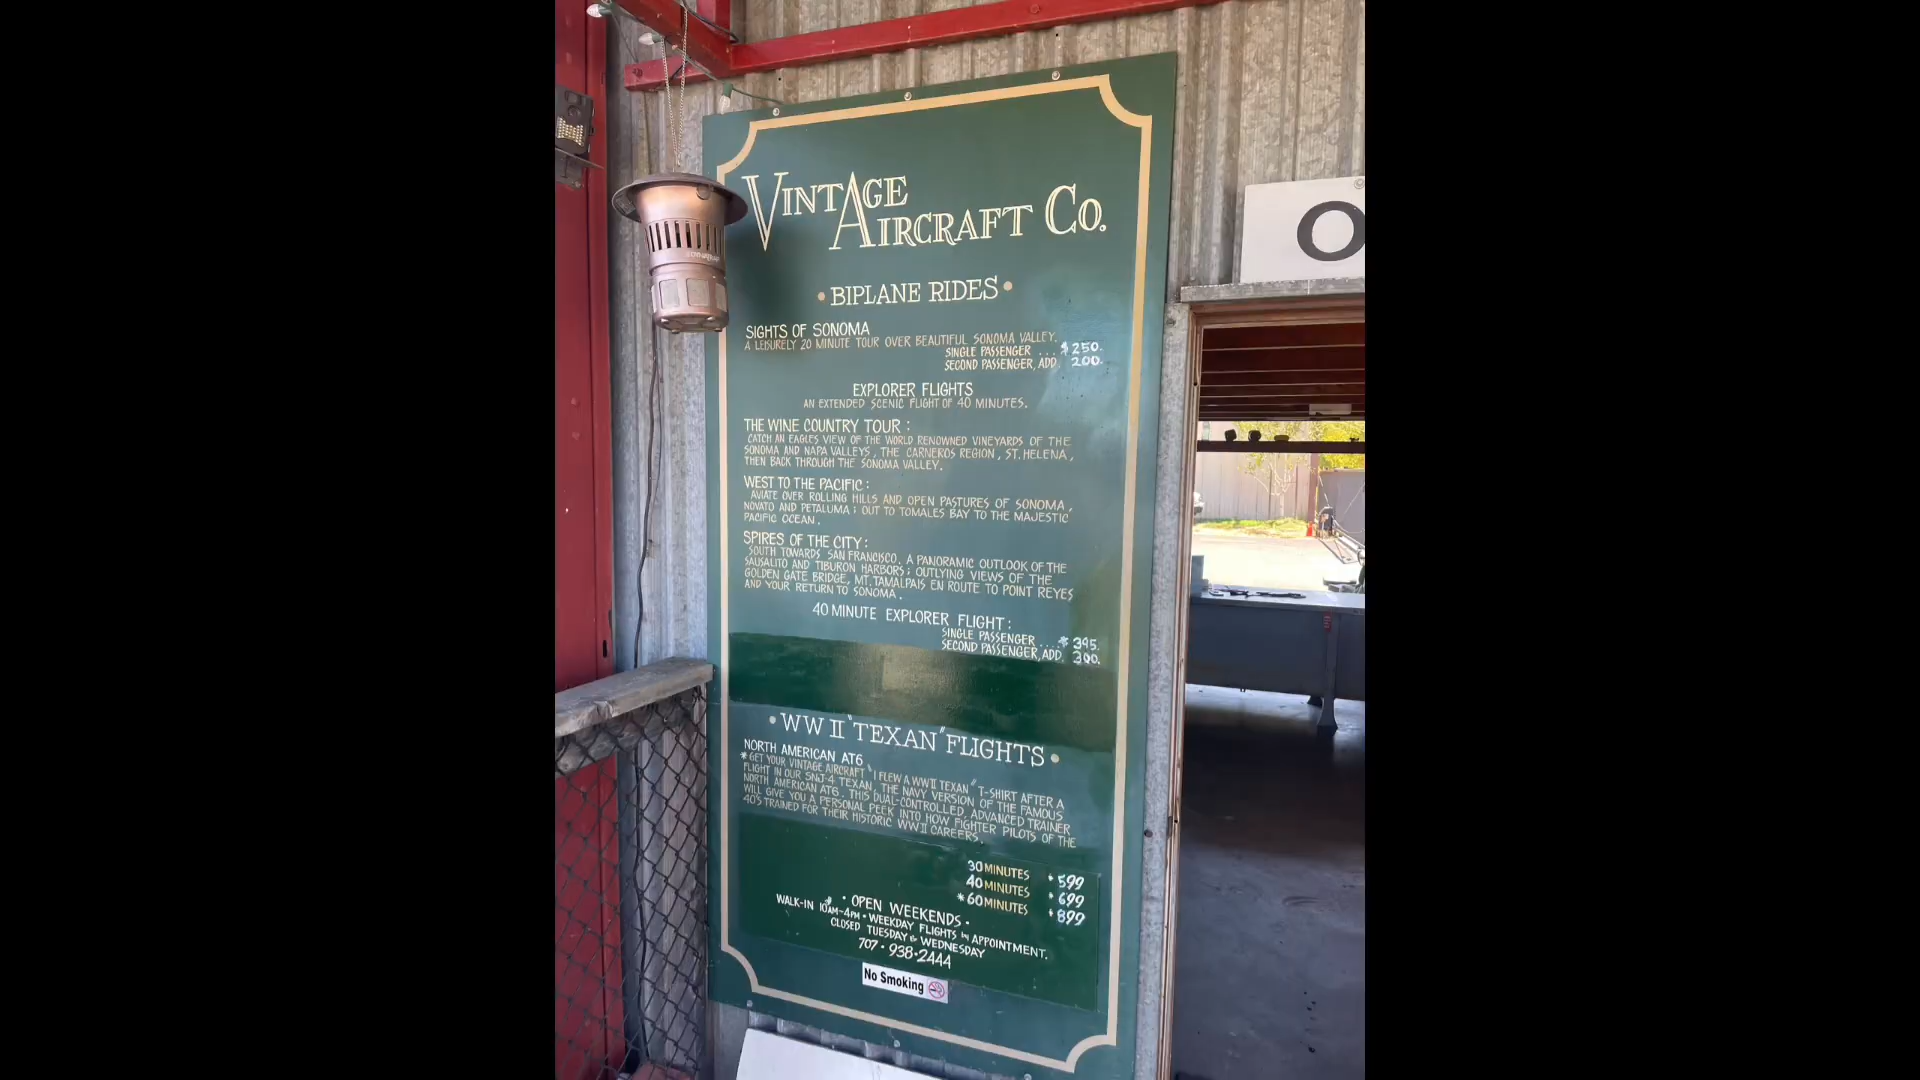 VINTAGE
AIRCRAFT CO.
• BIPLANE RIDES •
SIGHTS OF SONOMA
A LEISURELY 20 MINUTE TOUR OVER BEAUTIFUL SONOMA VALLEY.
SINGLE PASSENGER ... $250.
SECOND PASSENGER, ADD 200.
EXPLORER FLIGHTS
AN EXTENDED SCENIC FLIGHT OF 40 MINUTES.
THE WINE COUNTRY TOUR :
CATCH AN EAGLES VIEW OF THE WORLD RENOWNED VINEYARDS OF THE
SONOMA AND NAPA VALLEYS, THE CARNEROS REGION, ST. HELENA,
THEN BACK THROUGH THE SONOMA VALLEY.
WEST TO THE PACIFIC :
AVIATE OVER ROLLING HILLS AND OPEN PASTURES OF SONOMA,
NOVATO AND PETALUMA ; OUT TO TOMALES BAY TO THE MAJESTIC
PACIFIC OCEAN.
SPIRES OF THE CITY :
SOUTH TOWARDS SAN FRANCISCO. A PANORAMIC OUTLOOK OF THE
SAUSALITO AND TIBURON HARBORS ; OUTLYING VIEWS OF THE
GOLDEN GATE BRIDGE, MT. TAMALPAIS EN ROUTE TO POINT REYES
AND YOUR RETURN TO SONOMA.
40 MINUTE EXPLORER FLIGHT :
SINGLE PASSENGER .... $ 395.
SECOND PASSENGER, ADD. 300.
• WW II "TEXAN" FLIGHTS •
NORTH AMERICAN AT6
* GET YOUR VINTAGE AIRCRAFT "I FLEW A WW II TEXAN" T-SHIRT AFTER A
FLIGHT IN OUR SNJ-4 TEXAN, THE NAVY VERSION OF THE FAMOUS
NORTH AMERICAN AT6. THIS DUAL-CONTROLLED, ADVANCED TRAINER
WILL GIVE YOU A PERSONAL PEEK INTO HOW FIGHTER PILOTS OF THE
40'S TRAINED FOR THEIR HISTORIC WW II CAREERS.
30 MINUTES $599
40 MINUTES $699
* 60 MINUTES $899
• OPEN WEEKENDS •
WALK-IN 10AM-4PM • WEEKDAY FLIGHTS BY APPOINTMENT.
CLOSED TUESDAY & WEDNESDAY
707 • 938-2444
No Smoking
O